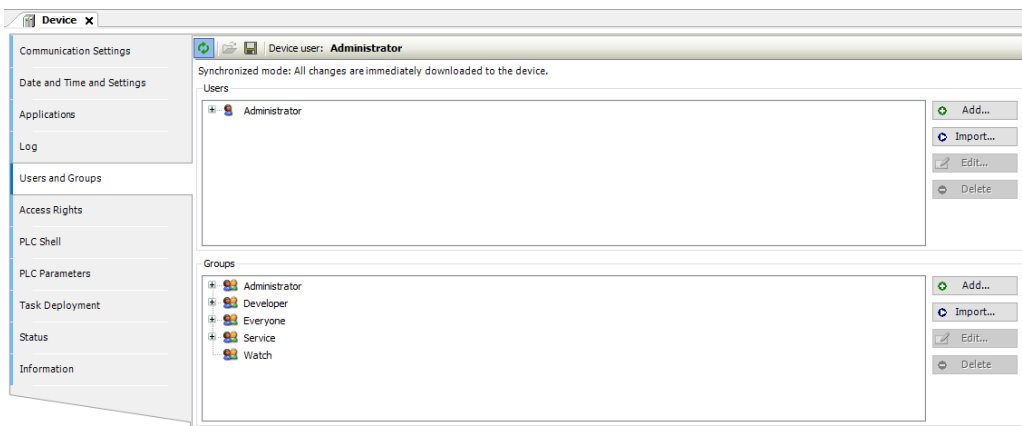 Device
Communication Settings
Date and Time and Settings
Applications
Log
Users and Groups
Access Rights
PLC Shell
PLC Parameters
Task Deployment
Status
Information
Device user: Administrator
Synchronized mode: All changes are immediately downloaded to the device.
Users
Administrator
Add...
Import...
Edit...
Delete
Groups
Administrator
Developer
Everyone
Service
Watch
Add...
Import...
Edit...
Delete